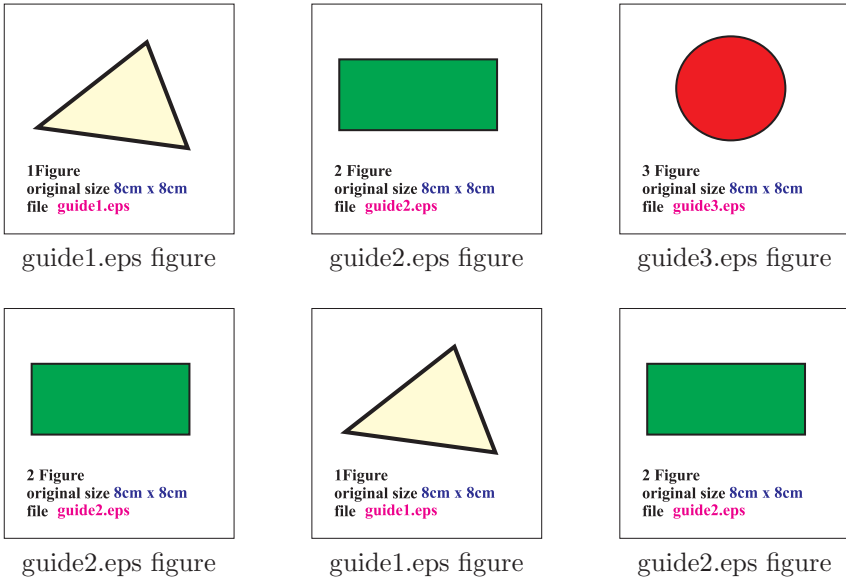 1Figure
original size 8cm x 8cm
file guide1.eps
guide1.eps figure
2 Figure
original size 8cm x 8cm
file guide2.eps
guide2.eps figure
3 Figure
original size 8cm x 8cm
file guide3.eps
guide3.eps figure
2 Figure
original size 8cm x 8cm
file guide2.eps
guide2.eps figure
1Figure
original size 8cm x 8cm
file guide1.eps
guide1.eps figure
2 Figure
original size 8cm x 8cm
file guide2.eps
guide2.eps figure